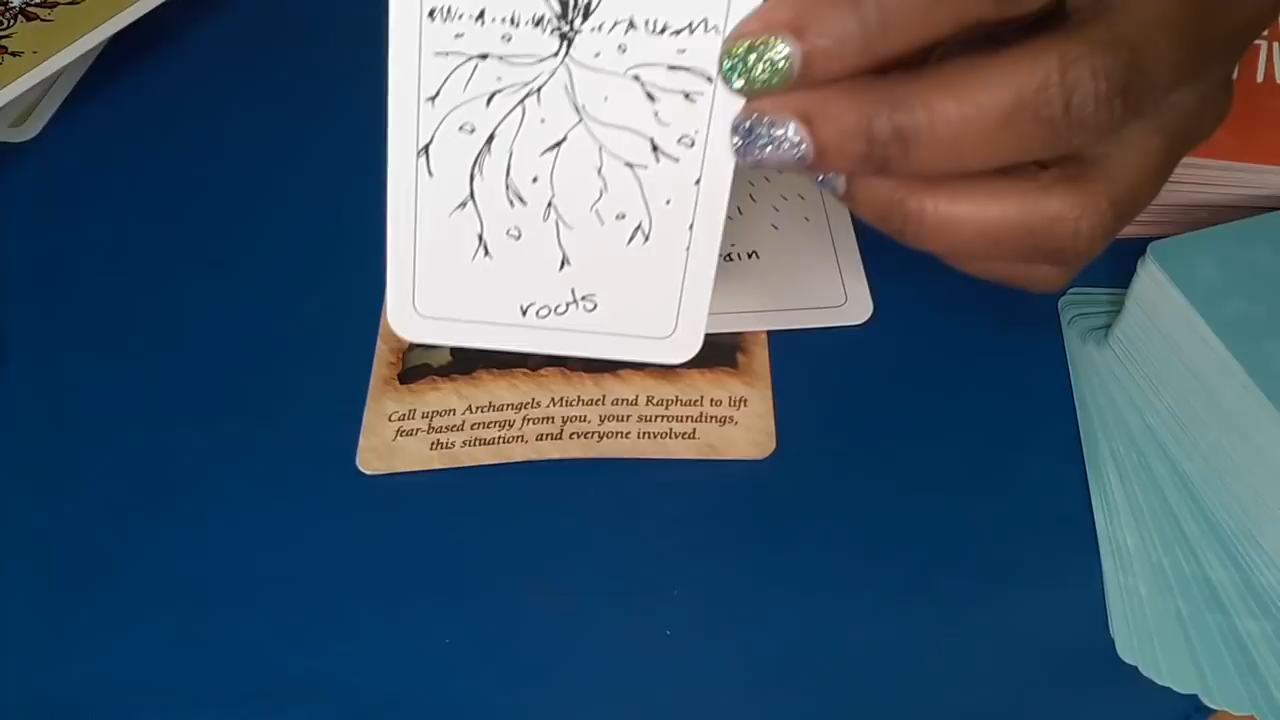 roots
ain
Call upon Archangels Michael and Raphael to lift
fear-based energy from you, your surroundings,
this situation, and everyone involved.